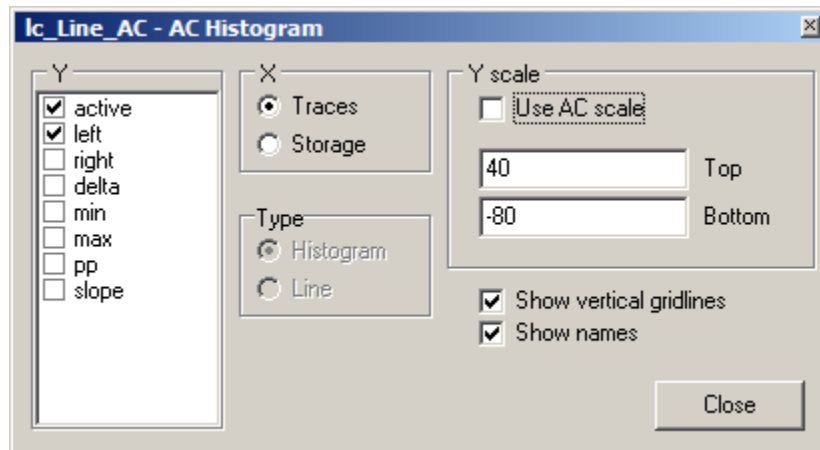 lc_Line_AC - AC Histogram
Y
active
left
right
delta
min
max
pp
slope
X
Traces
Storage
Type
Histogram
Line
Y scale
Use AC scale
40 Top
-80 Bottom
Show vertical gridlines
Show names
Close